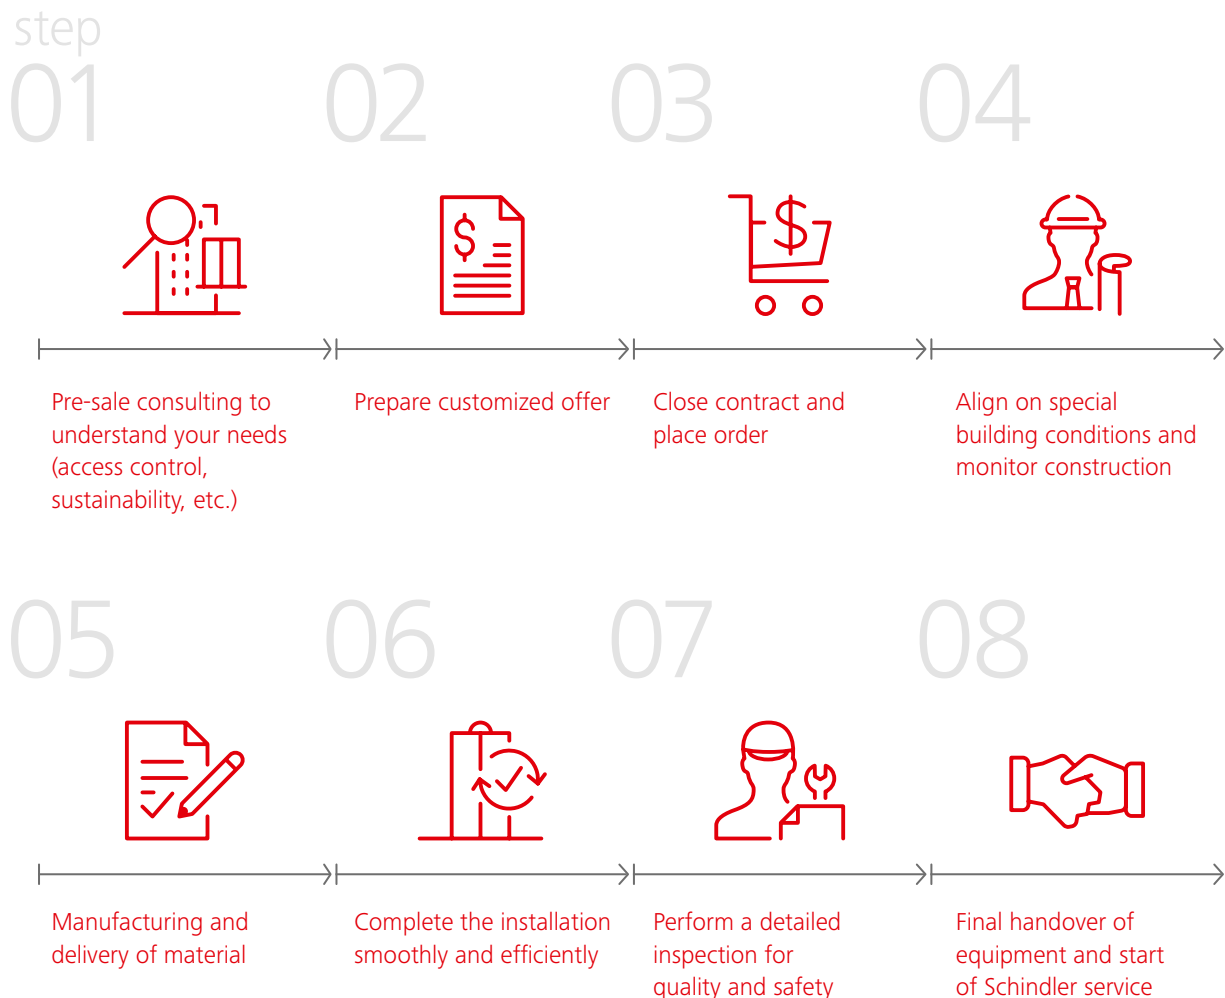 step
01
02
03
04
Pre-sale consulting to
understand your needs
(access control,
sustainability, etc.)
Prepare customized offer
Close contract and
place order
Align on special
building conditions and
monitor construction
05
06
07
08
Manufacturing and
delivery of material
Complete the installation
smoothly and efficiently
Perform a detailed
inspection for
quality and safety
Final handover of
equipment and start
of Schindler service